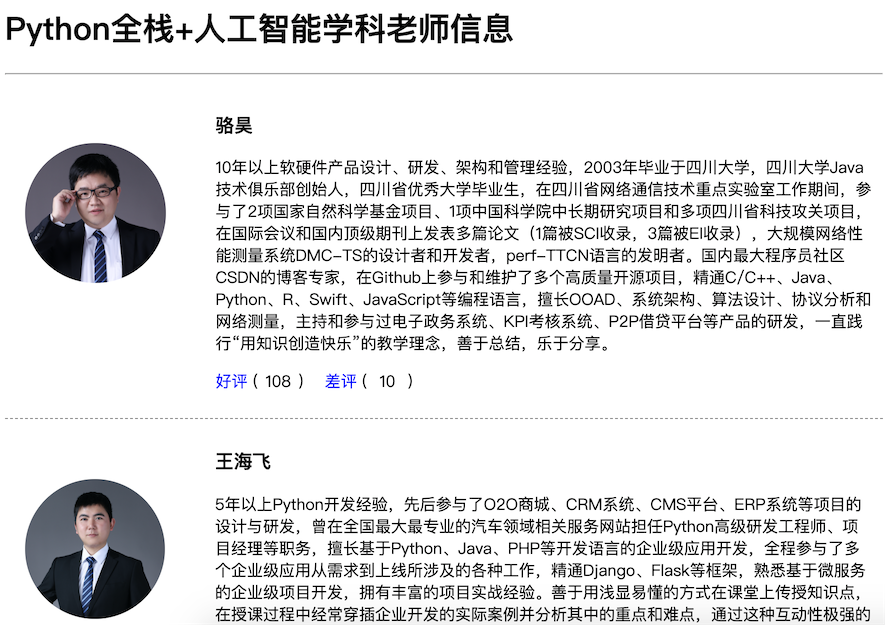 Python全栈+人工智能学科老师信息
骆昊
10年以上软硬件产品设计、研发、架构和管理经验，2003年毕业于四川大学，四川大学Java
技术俱乐部创始人，四川省优秀大学毕业生，在四川省网络通信技术重点实验室工作期间，参
与了2项国家自然科学基金项目、1项中国科学院中长期研究项目和多项四川省科技攻关项目，
在国际会议和国内顶级期刊上发表多篇论文（1篇被SCI收录，3篇被EI收录），大规模网络性
能测量系统DMC-TS的设计者和开发者，perf-TTCN语言的发明者。国内最大程序员社区
CSDN的博客专家，在Github上参与和维护了多个高质量开源项目，精通C/C++、Java、
Python、R、Swift、JavaScript等编程语言，擅长OOAD、系统架构、算法设计、协议分析和
网络测量，主持和参与过电子政务系统、KPI考核系统、P2P借贷平台等产品的研发，一直践
行“用知识创造快乐”的教学理念，善于总结，乐于分享。
好评（ 108 ） 差评（ 10 ）
王海飞
5年以上Python开发经验，先后参与了O2O商城、CRM系统、CMS平台、ERP系统等项目的
设计与研发，曾在全国最大最专业的汽车领域相关服务网站担任Python高级研发工程师、项
目经理等职务，擅长基于Python、Java、PHP等开发语言的企业级应用开发，全程参与了多
个企业级应用从需求到上线所涉及的各种工作，精通Django、Flask等框架，熟悉基于微服务
的企业级项目开发，拥有丰富的项目实战经验。善于用浅显易懂的方式在课堂上传授知识点，
在授课过程中经常穿插企业开发的实际案例并分析其中的重点和难点，通过这种互动性极强的